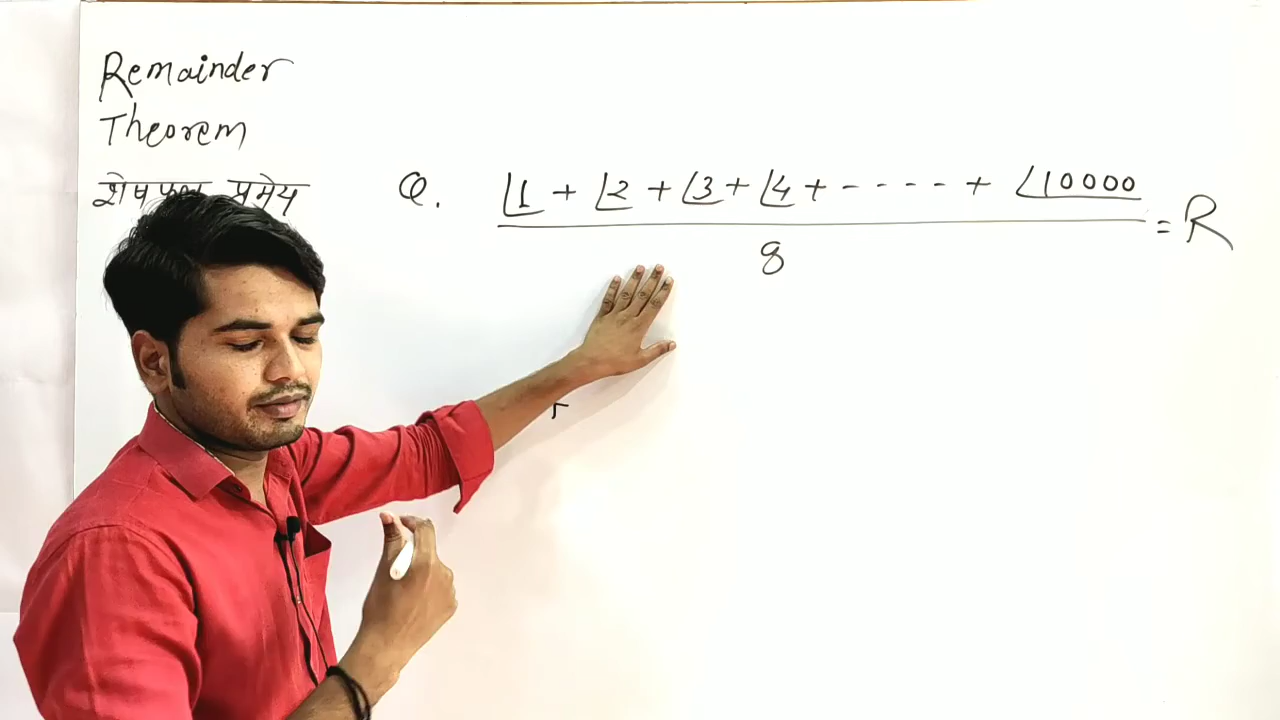 Remainder
Theorem
शेषफल प्रमेय
Q. ∟1 + ∟2 + ∟3 + ∟4 + - - - - + ∟10000
8
= R